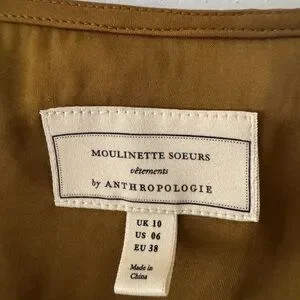 MOULINETTE SOEURS
vêtements
by ANTHROPOLOGIE
UK 10
US 06
EU 38
Made in
China